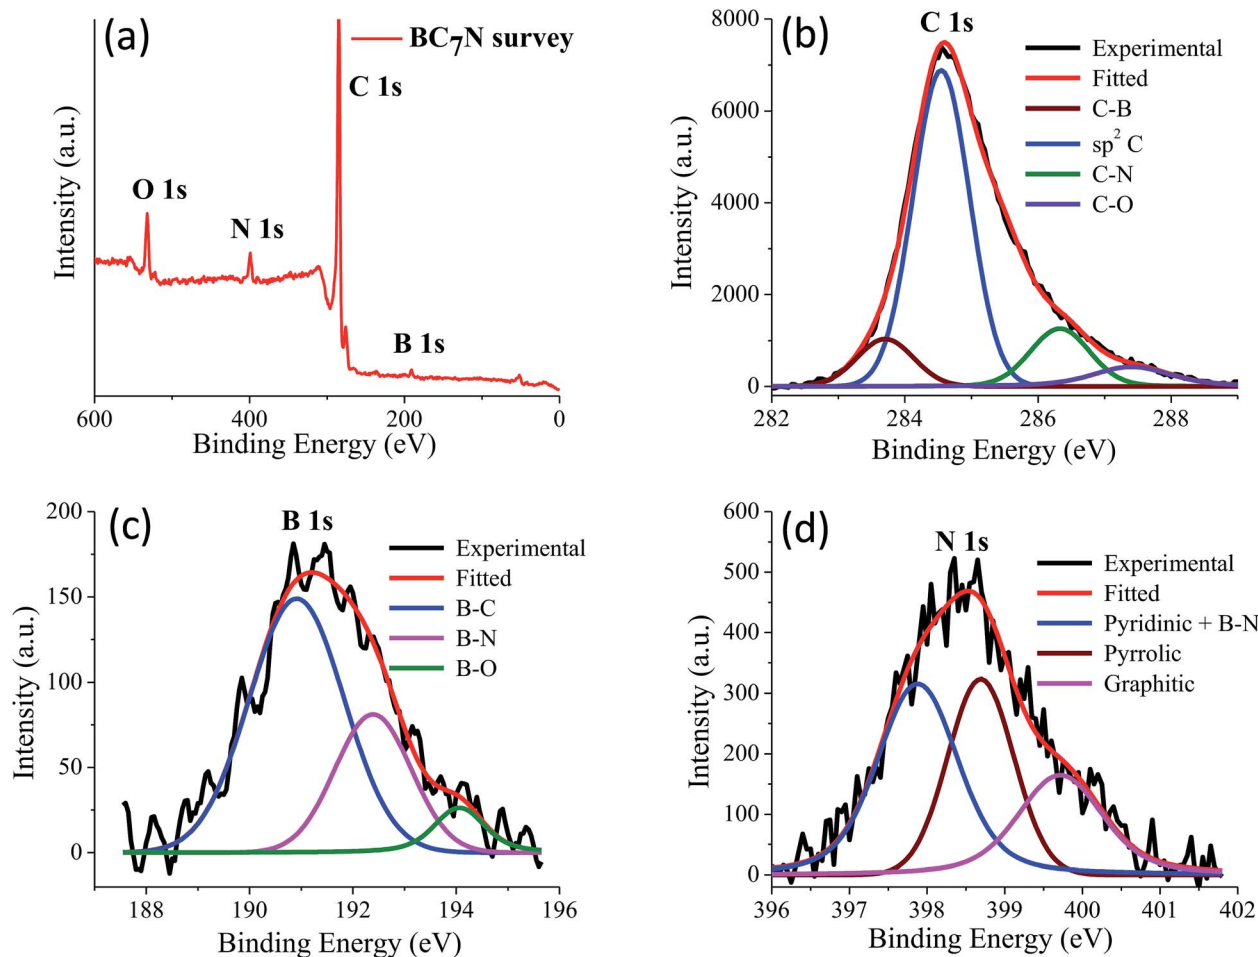 (a)
BC7N survey
C 1s
O 1s
N 1s
B 1s
Intensity (a.u.)
600
400
200
0
Binding Energy (eV)
(b)
C 1s
Experimental
Fitted
C-B
sp² C
C-N
C-O
Intensity (a.u.)
8000
6000
4000
2000
0
282
284
286
288
Binding Energy (eV)
(c)
B 1s
Experimental
Fitted
B-C
B-N
B-O
Intensity (a.u.)
200
150
100
50
0
188
190
192
194
196
Binding Energy (eV)
(d)
N 1s
Experimental
Fitted
Pyridinic + B-N
Pyrrolic
Graphitic
Intensity (a.u.)
600
500
400
300
200
100
0
396
397
398
399
400
401
402
Binding Energy (eV)